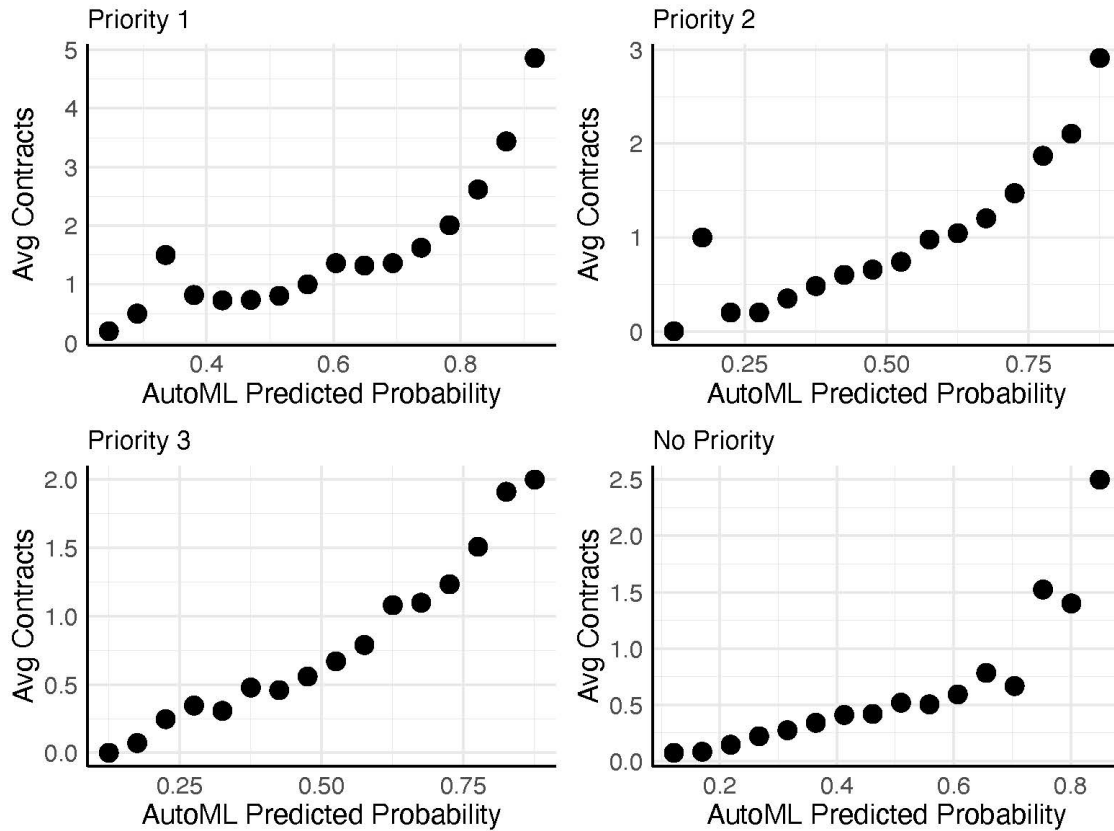 Priority 1
5
4
3
2
1
0
Avg Contracts
0.4 0.6 0.8
AutoML Predicted Probability
Priority 2
3
2
1
0
Avg Contracts
0.25 0.50 0.75
AutoML Predicted Probability
Priority 3
2.0
1.5
1.0
0.5
0.0
Avg Contracts
0.25 0.50 0.75
AutoML Predicted Probability
No Priority
2.5
2.0
1.5
1.0
0.5
0.0
Avg Contracts
0.2 0.4 0.6 0.8
AutoML Predicted Probability